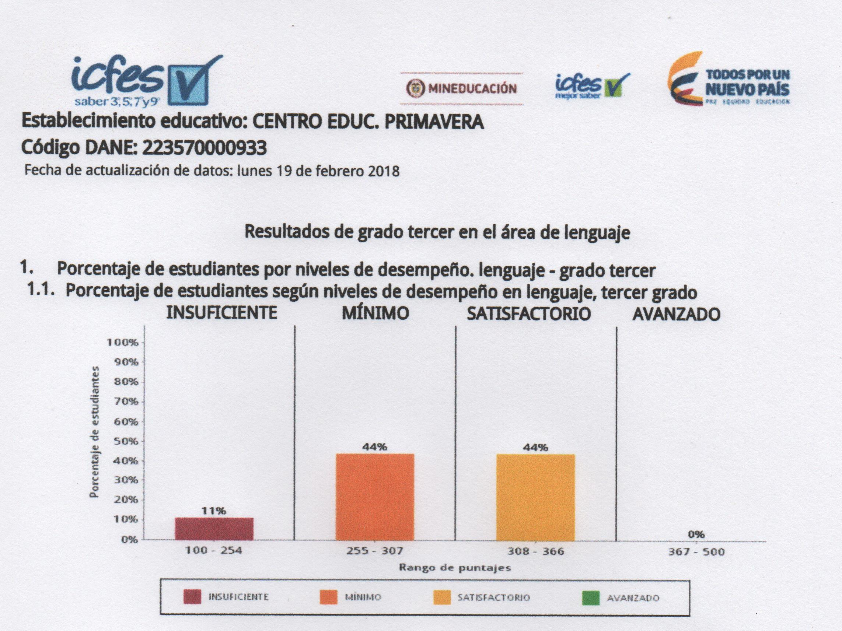 icfes
saber 3, 5, 7 y 9
MINEDUCACIÓN
icfes
mejor saber
TODOS POR UN
NUEVO PAÍS
PAZ EQUIDAD EDUCACIÓN
Establecimiento educativo: CENTRO EDUC. PRIMAVERA
Código DANE: 223570000933
Fecha de actualización de datos: lunes 19 de febrero 2018
Resultados de grado tercer en el área de lenguaje
1. Porcentaje de estudiantes por niveles de desempeño. lenguaje - grado tercer
1.1. Porcentaje de estudiantes según niveles de desempeño en lenguaje, tercer grado
INSUFICIENTE MÍNIMO SATISFACTORIO AVANZADO
Porcentaje de estudiantes
100%
90%
80%
70%
60%
50%
40%
30%
20%
10%
0%
11% 44% 44% 0%
100 - 254 255 - 307 308 - 366 367 - 500
Rango de puntajes
INSUFICIENTE MÍNIMO SATISFACTORIO AVANZADO